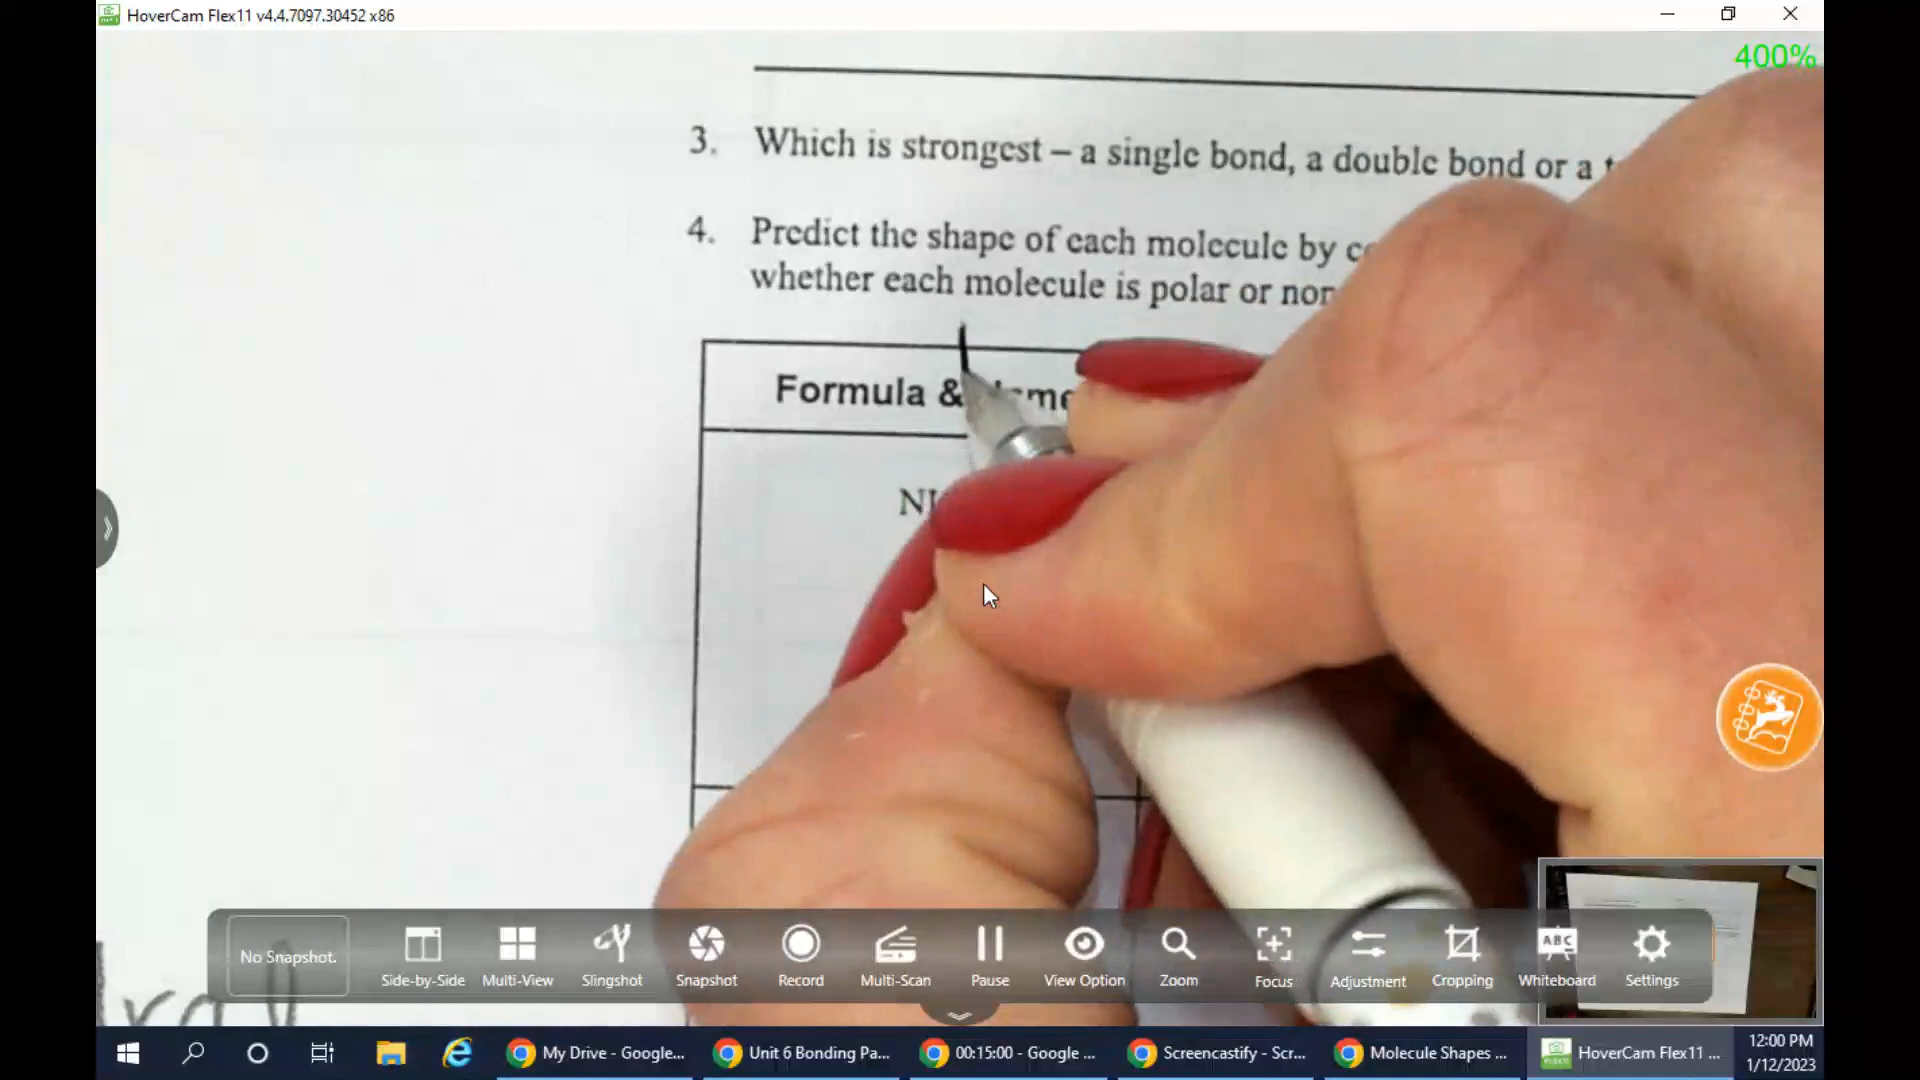 HoverCam Flex11 v4.4.7097.30452 x86
400%
3. Which is strongest – a single bond, a double bond or a
4. Predict the shape of each molecule by
whether each molecule is polar or
Formula &
No Snapshot.
Side-by-Side
Multi-View
Slingshot
Snapshot
Record
Multi-Scan
Pause
View Option
Zoom
Focus
Adjustment
Cropping
ABC
Whiteboard
Settings
My Drive - Google...
Unit 6 Bonding Pa...
00:15:00 - Google ...
Screencastify - Scr...
Molecule Shapes ...
HoverCam Flex11 ...
12:00 PM
1/12/2023